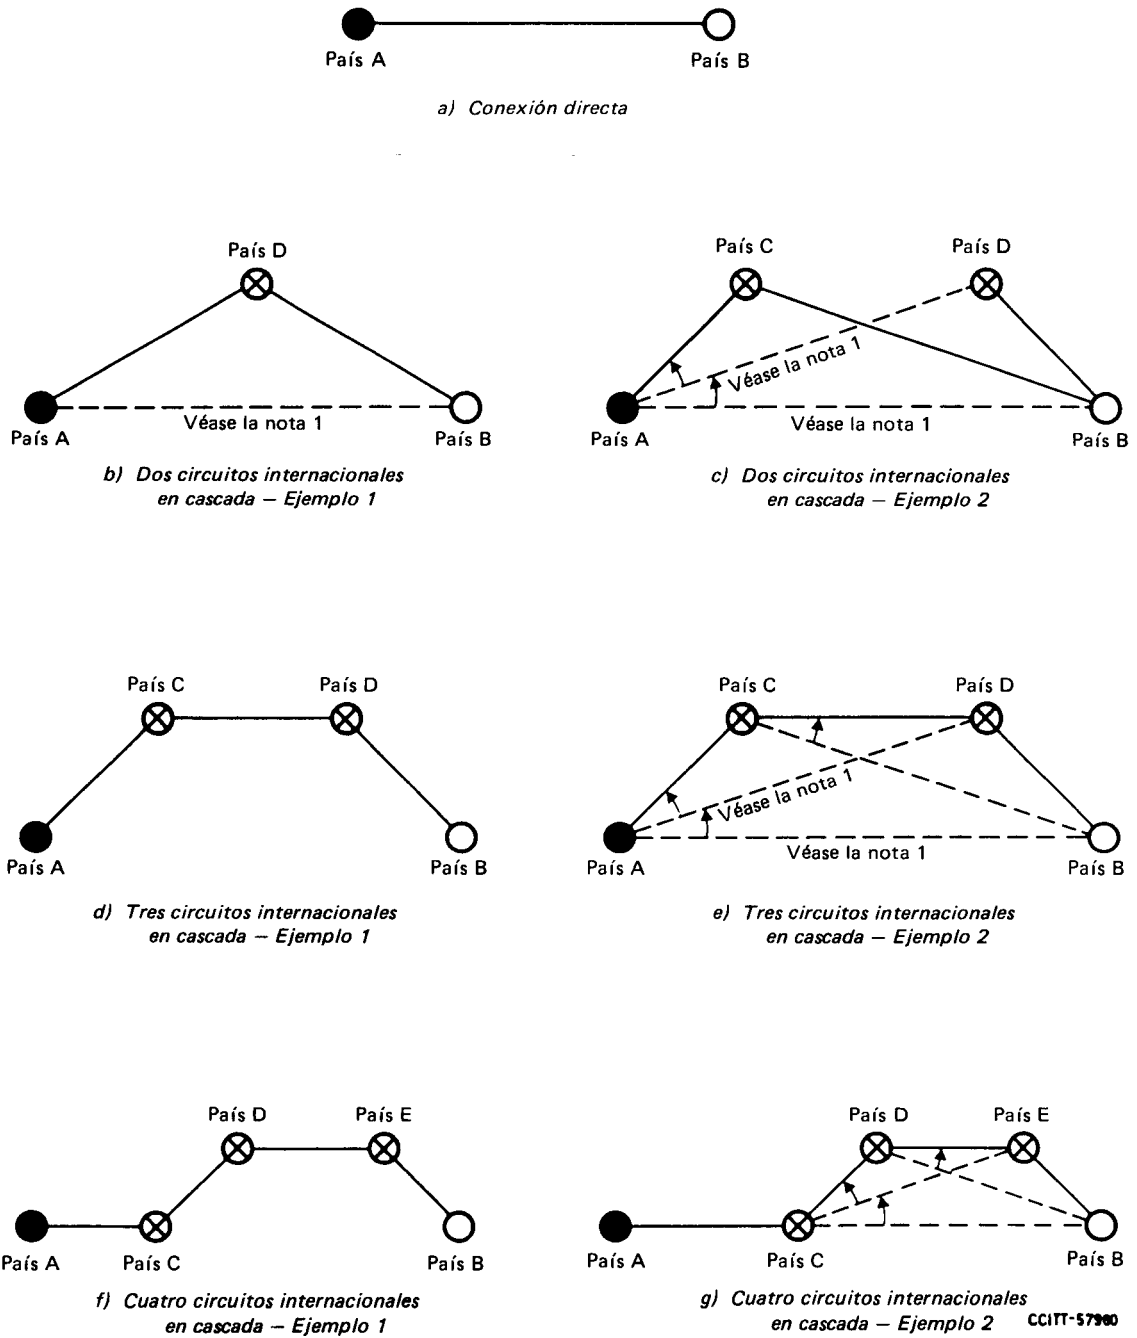 País A
País B
a) Conexión directa
País D
País A
Véase la nota 1
País B
b) Dos circuitos internacionales
en cascada — Ejemplo 1
País C
País D
Véase la nota 1
País A
Véase la nota 1
País B
c) Dos circuitos internacionales
en cascada — Ejemplo 2
País C
País D
País A
País B
d) Tres circuitos internacionales
en cascada — Ejemplo 1
País C
País D
Véase la nota 1
País A
Véase la nota 1
País B
e) Tres circuitos internacionales
en cascada — Ejemplo 2
País D
País E
País A
País C
País B
f) Cuatro circuitos internacionales
en cascada — Ejemplo 1
País D
País E
País A
País C
País B
g) Cuatro circuitos internacionales
en cascada — Ejemplo 2